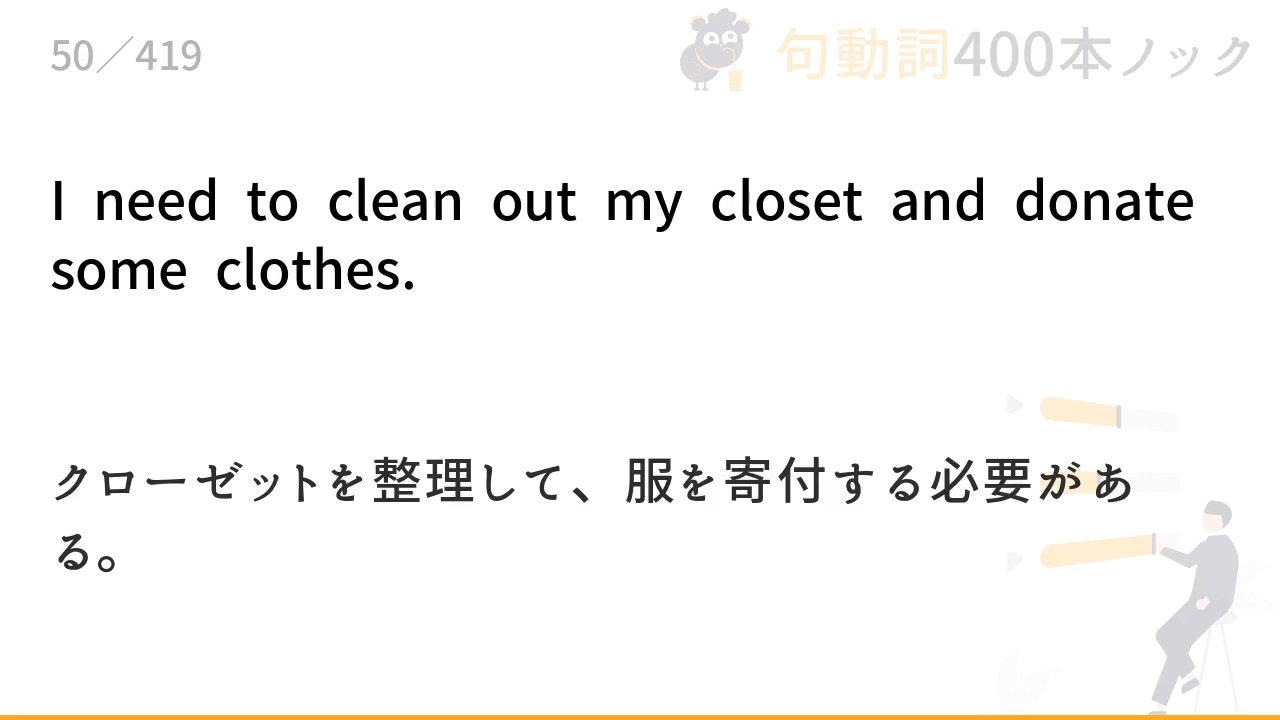 50／419
句動詞400本ノック
I need to clean out my closet and donate
some clothes.
クローゼットを整理して、服を寄付する必要があ
る。